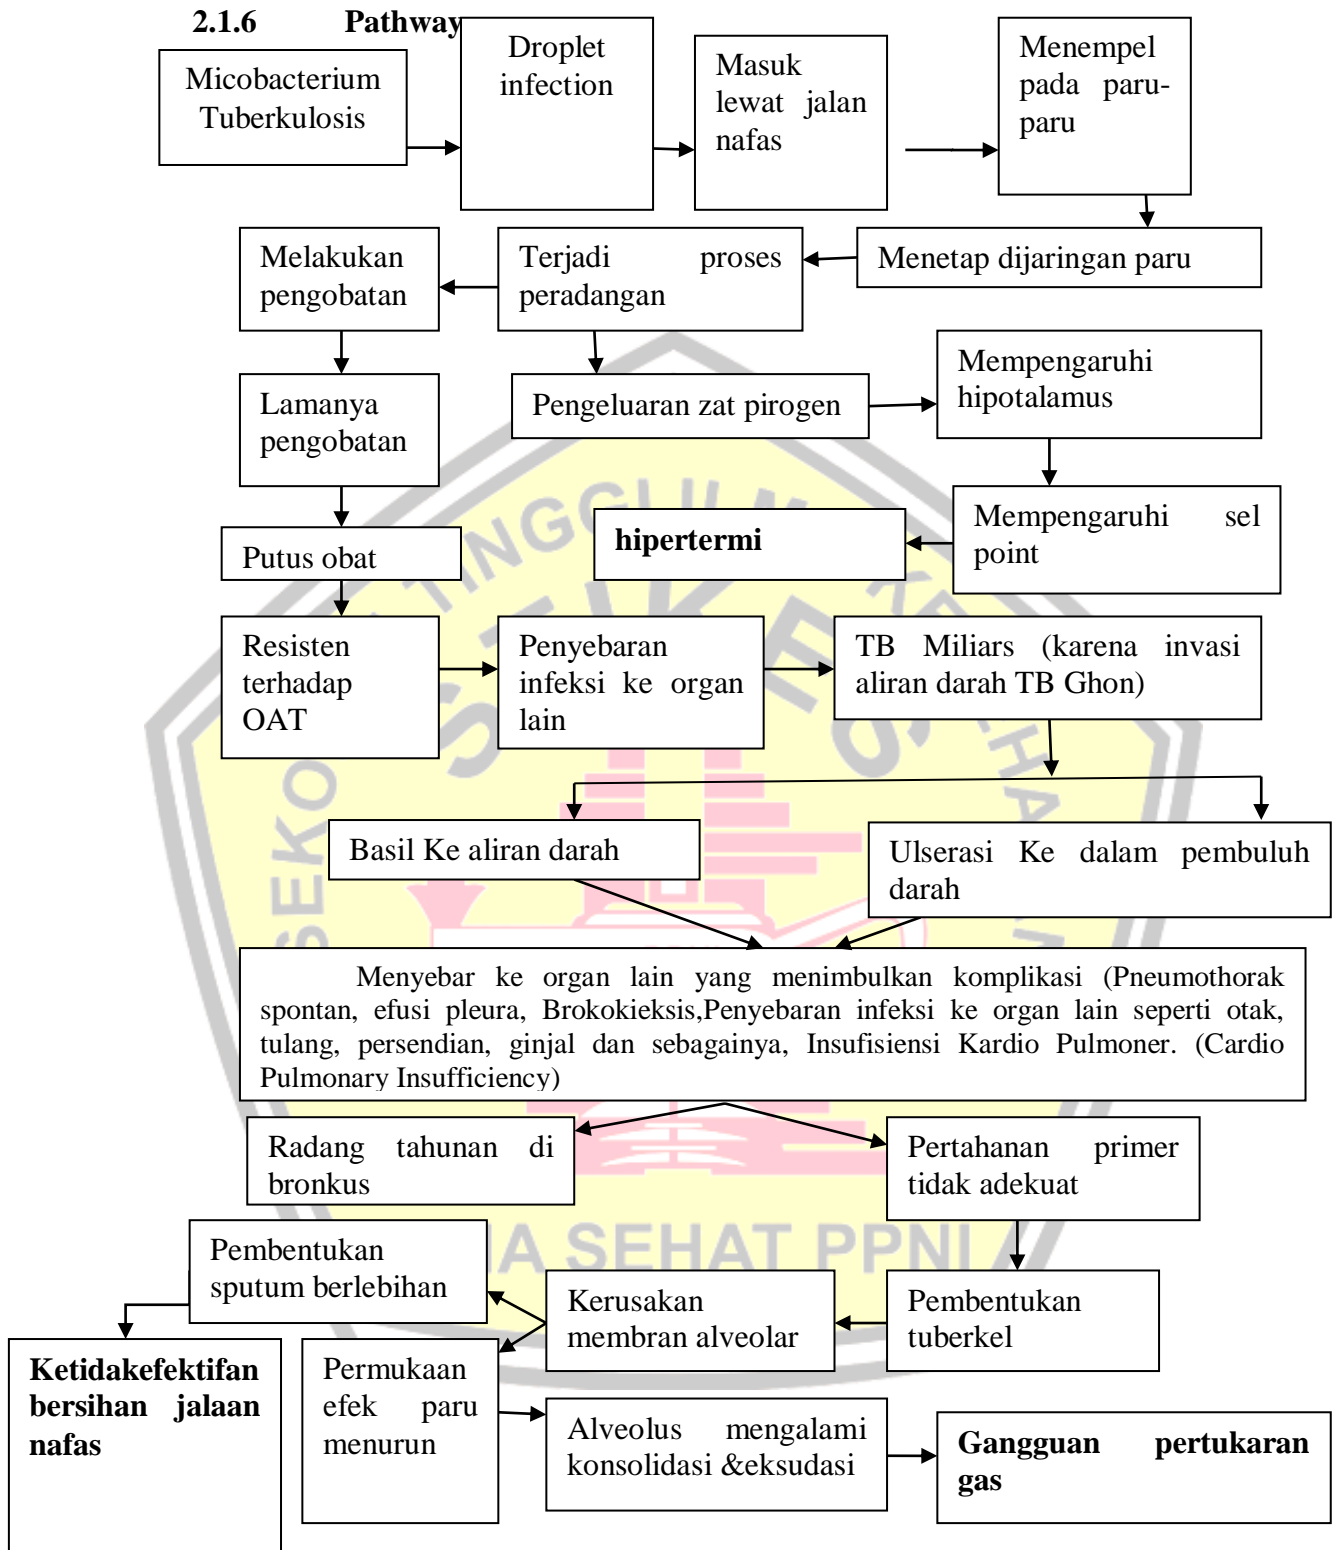 2.1.6 Pathway
Micobacterium
Tuberkulosis
Droplet
infection
Masuk
lewat jalan
nafas
Menempel
pada paru-
paru
Melakukan
pengobatan
Terjadi proses
peradangan
Menetap dijaringan paru
Lamanya
pengobatan
Pengeluaran zat pirogen
Mempengaruhi
hipotalamus
Putus obat
hipertermi
Mempengaruhi sel
point
Resisten
terhadap
OAT
Penyebaran
infeksi ke organ
lain
TB Miliars (karena invasi
aliran darah TB Ghon)
Basil Ke aliran darah
Ulserasi Ke dalam pembuluh
darah
Menyebar ke organ lain yang menimbulkan komplikasi (Pneumothorak
spontan, efusi pleura, Brokokieksis,Penyebaran infeksi ke organ lain seperti otak,
tulang, persendian, ginjal dan sebagainya, Insufisiensi Kardio Pulmoner. (Cardio
Pulmonary Insufficiency)
Radang tahunan di
bronkus
Pertahanan primer
tidak adekuat
Pembentukan
sputum berlebihan
Kerusakan
membran alveolar
Pembentukan
tuberkel
Ketidakefektifan
bersihan jalaan
nafas
Permukaan
efek paru
menurun
Alveolus mengalami
konsolidasi &eksudasi
Gangguan pertukaran
gas
STIKES
SEHAT PPNI